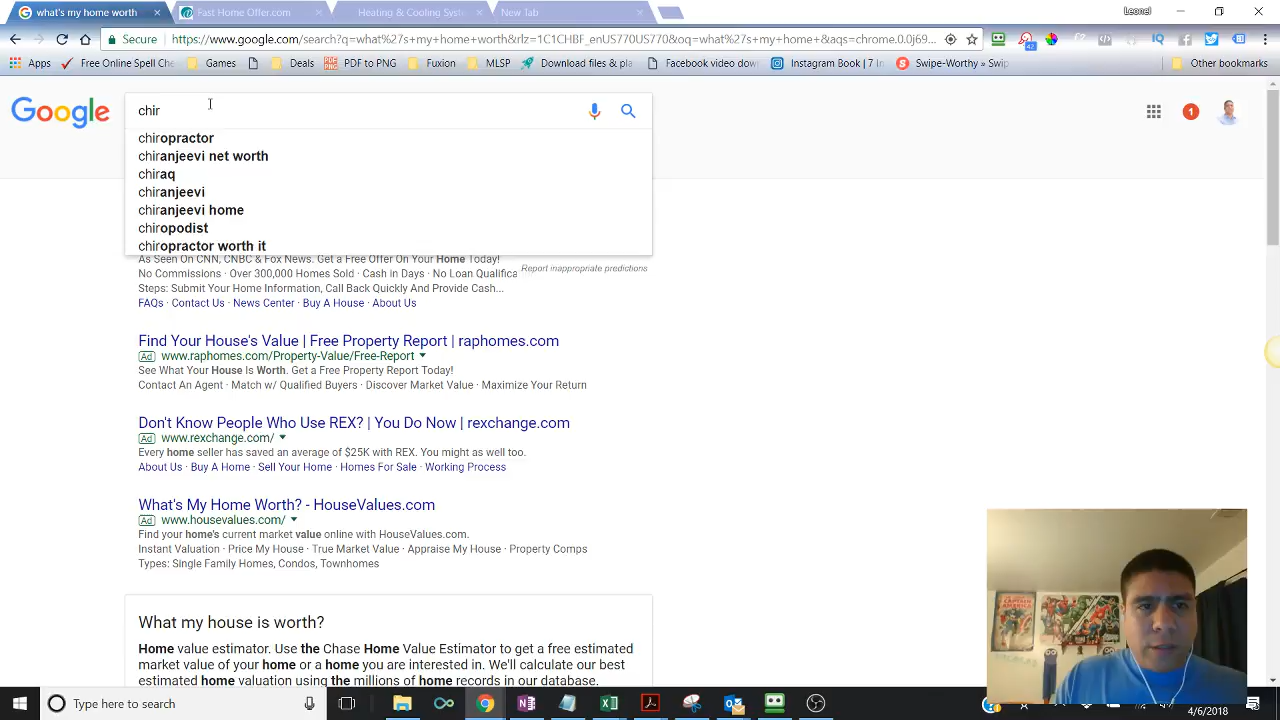 what's my home worth
Fast Home Offer.com
Heating & Cooling Syste
New Tab
Leonel
Secure
https://www.google.com/search?q=what%27s+my+home+worth&rlz=1C1CHBF_enUS770US770&oq=what%27s+my+home+&aqs=chrome.0.0j69...
42
Apps
Free Online Spell Che
Games
Deals
PDF to PNG
Fuxion
MLSP
Download files & pla
Facebook video down
Instagram Book | 7 in
Swipe-Worthy » Swip
Other bookmarks
Google
chir
1
chiropractor
chiranjeevi net worth
chiraq
chiranjeevi
chiranjeevi home
chiropodist
chiropractor worth it
As Seen On CNN, CNBC & Fox News. Get a Free Offer On Your Home Today!
Report inappropriate predictions
No Commissions · Over 300,000 Homes Sold · Cash in Days · No Loan Qualifica
Steps: Submit Your Home Information, Call Back Quickly And Provide Cash...
FAQs · Contact Us · News Center · Buy A House · About Us
Find Your House's Value | Free Property Report | raphomes.com
Ad www.raphomes.com/Property-Value/Free-Report
See What Your House Is Worth. Get a Free Property Report Today!
Contact An Agent · Match w/ Qualified Buyers · Discover Market Value · Maximize Your Return
Don't Know People Who Use REX? | You Do Now | rexchange.com
Ad www.rexchange.com/
Every home seller has saved an average of $25K with REX. You might as well too.
About Us · Buy A Home · Sell Your Home · Homes For Sale · Working Process
What's My Home Worth? - HouseValues.com
Ad www.housevalues.com/
Find your home's current market value online with HouseValues.com.
Instant Valuation · Price My House · True Market Value · Appraise My House · Property Comps
Types: Single Family Homes, Condos, Townhomes
What my house is worth?
Home value estimator. Use the Chase Home Value Estimator to get a free estimated
market value of your home or a home you are interested in. We'll calculate our best
estimated home valuation using the millions of home records in our database.
Type here to search
4/6/2018